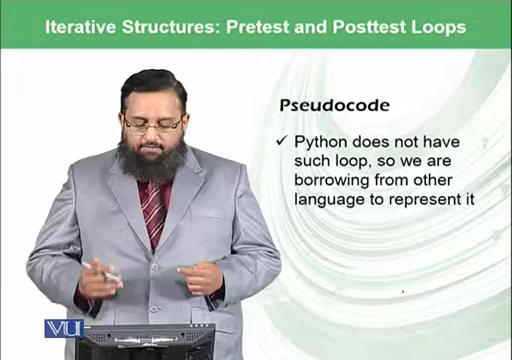 Iterative Structures: Pretest and Posttest Loops
Pseudocode
✓ Python does not have
such loop, so we are
borrowing from other
language to represent it
VU